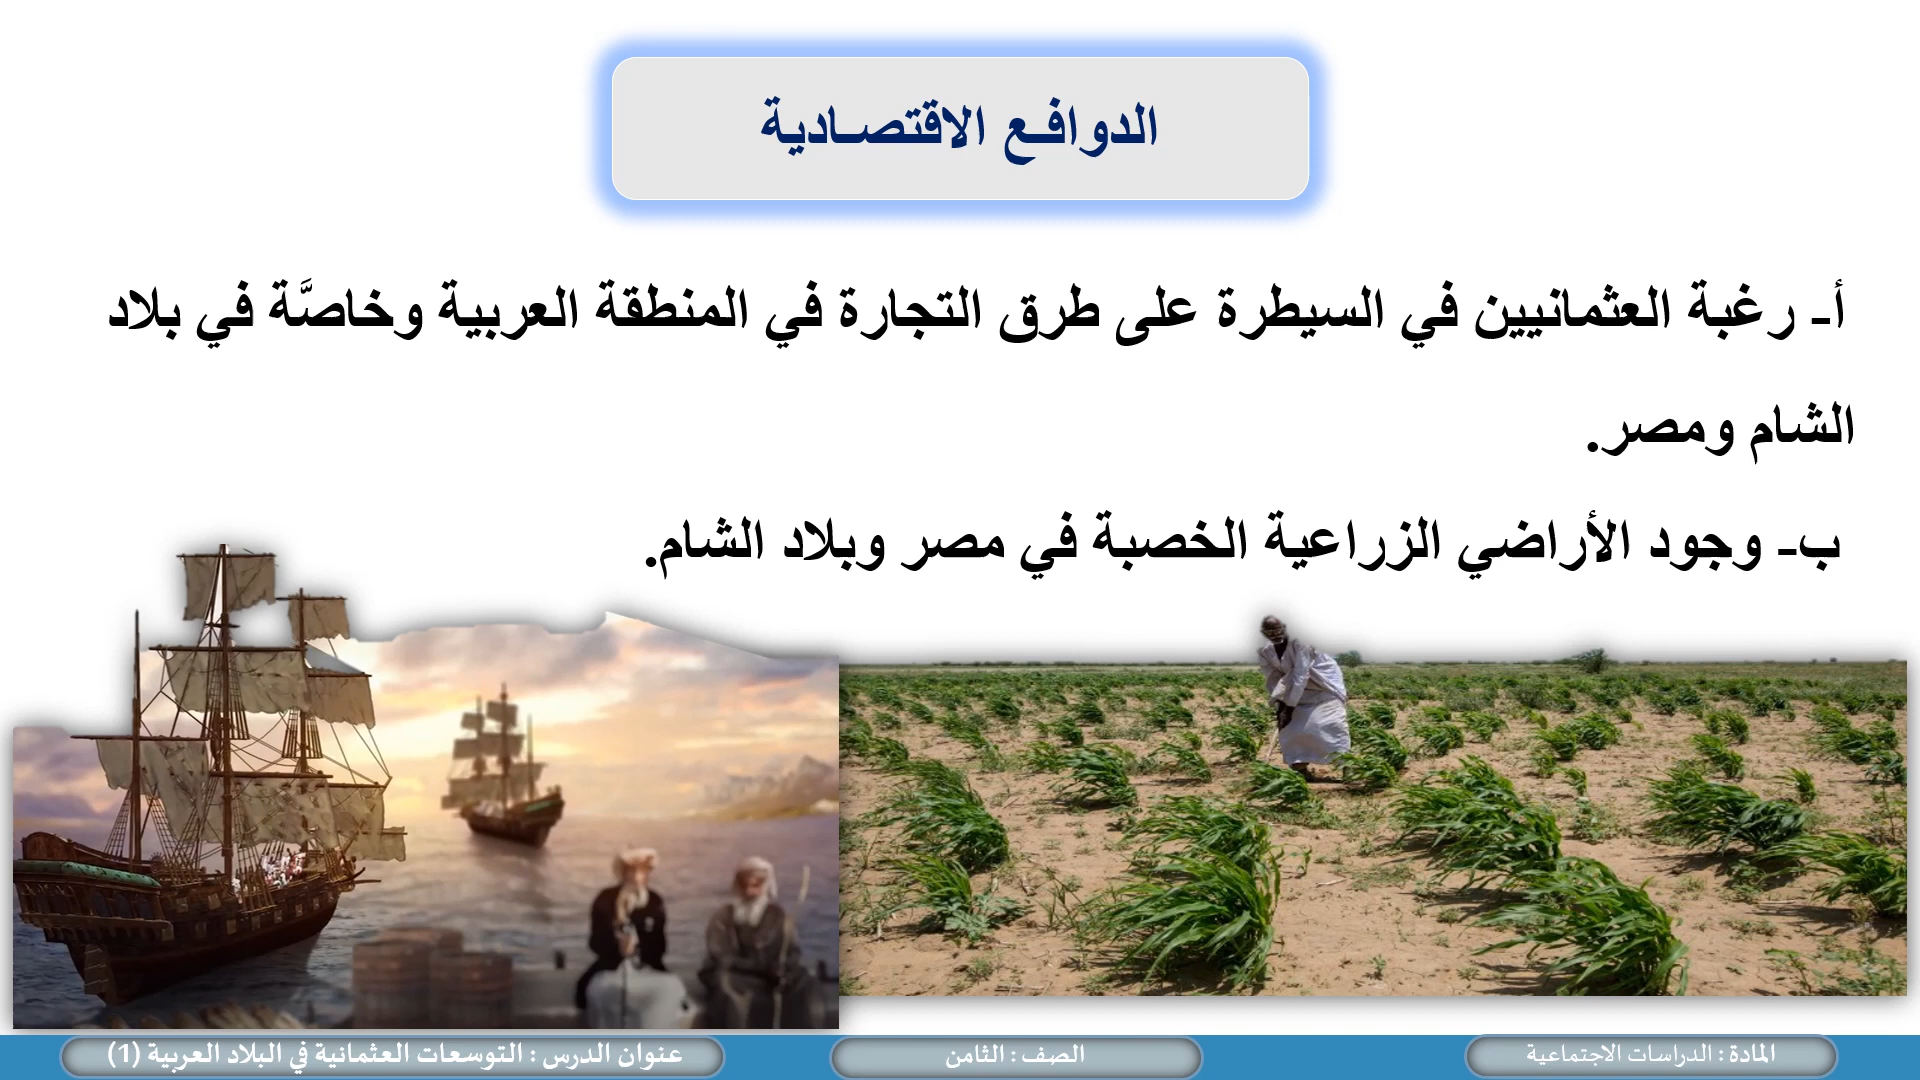 الدوافع الاقتصادية
أ- رغبة العثمانيين في السيطرة على طرق التجارة في المنطقة العربية وخاصَّة في بلاد
الشام ومصر.
ب- وجود الأراضي الزراعية الخصبة في مصر وبلاد الشام.
المادة : الدراسات الاجتماعية
الصف : الثامن
عنوان الدرس : التوسعات العثمانية في البلاد العربية (1)